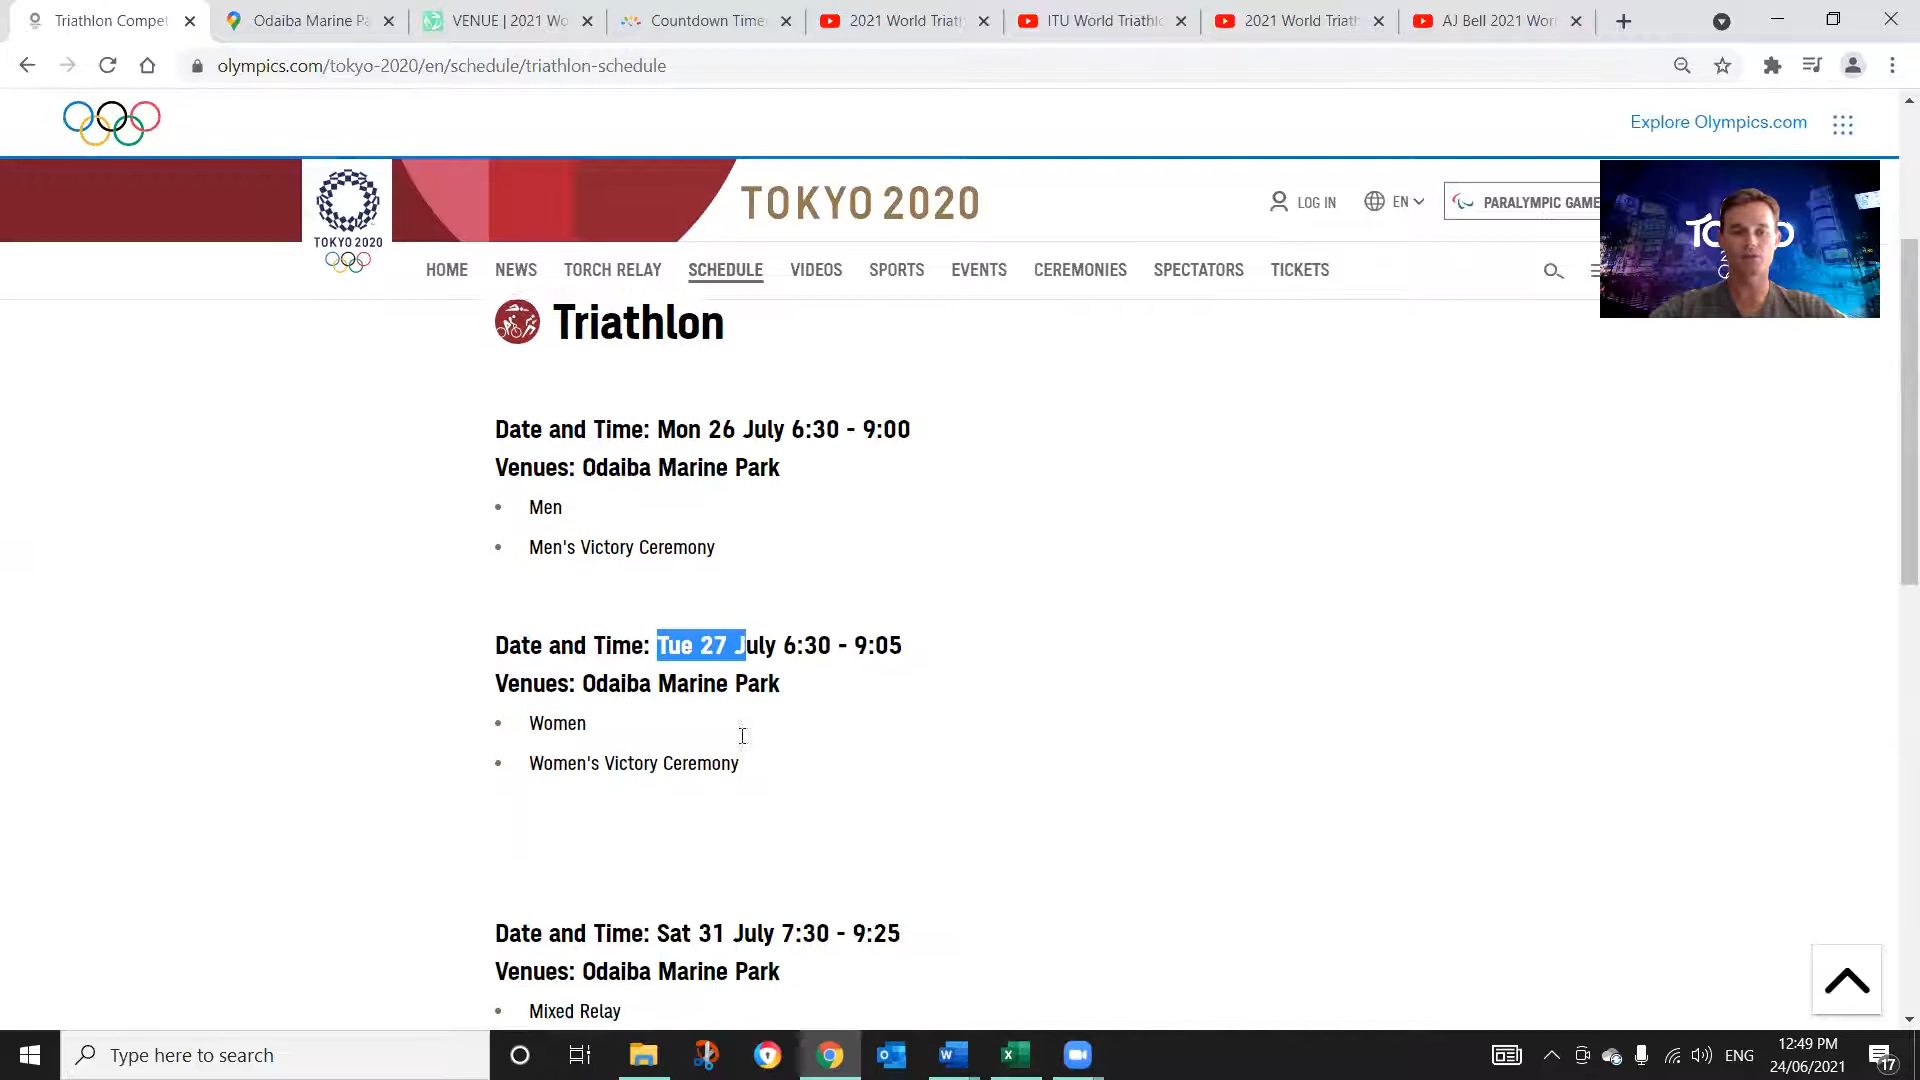 Triathlon Compet
Odaiba Marine Pa
VENUE | 2021 Wo
Countdown Time
2021 World Triat
ITU World Triathl
2021 World Triat
AJ Bell 2021 Wor
olympics.com/tokyo-2020/en/schedule/triathlon-schedule
Explore Olympics.com
TOKYO 2020
TOKYO 2020
LOG IN
EN
PARALYMPIC GAME
HOME
NEWS
TORCH RELAY
SCHEDULE
VIDEOS
SPORTS
EVENTS
CEREMONIES
SPECTATORS
TICKETS
Triathlon
Date and Time: Mon 26 July 6:30 - 9:00
Venues: Odaiba Marine Park
• Men
• Men's Victory Ceremony
Date and Time: Tue 27 July 6:30 - 9:05
Venues: Odaiba Marine Park
• Women
• Women's Victory Ceremony
Date and Time: Sat 31 July 7:30 - 9:25
Venues: Odaiba Marine Park
• Mixed Relay
Type here to search
ENG
12:49 PM
24/06/2021
17